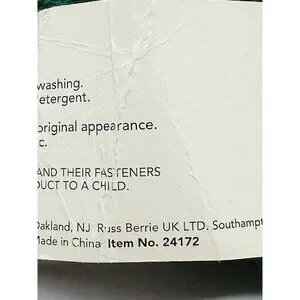 washing.
detergent.
original appearance.
c.
AND THEIR FASTENERS
DUCT TO A CHILD.
Oakland, NJ Russ Berrie UK LTD. Southampt
Made in China Item No. 24172